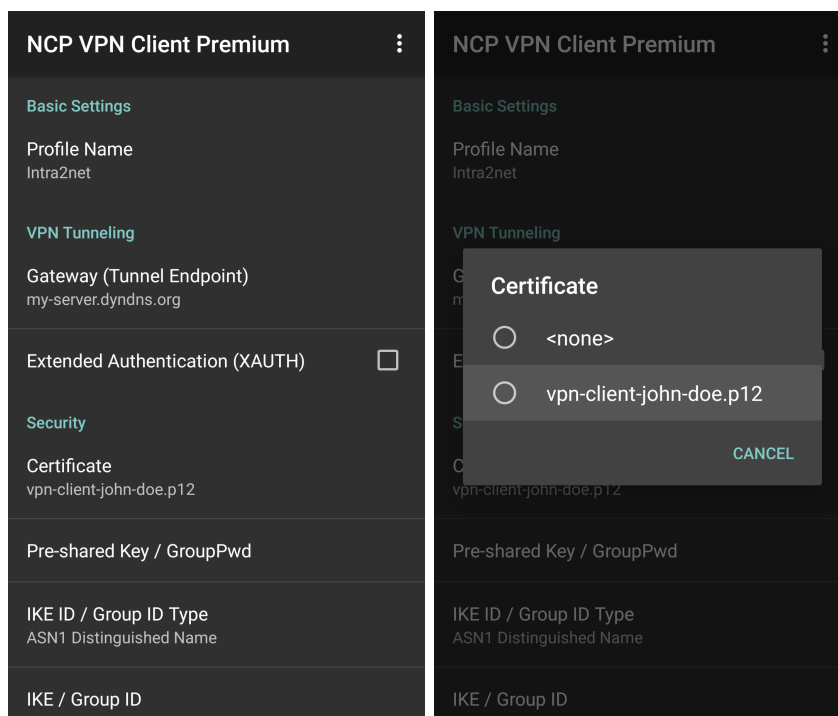 NCP VPN Client Premium
Basic Settings
Profile Name
Intra2net
VPN Tunneling
Gateway (Tunnel Endpoint)
my-server.dyndns.org
Extended Authentication (XAUTH)
Security
Certificate
vpn-client-john-doe.p12
Pre-shared Key / GroupPwd
IKE ID / Group ID Type
ASN1 Distinguished Name
IKE / Group ID
NCP VPN Client Premium
Basic Settings
Profile Name
Intra2net
VPN Tunneling
G
m
Certificate
<none>
E
vpn-client-john-doe.p12
S
CANCEL
C
vpn-client-john-doe.p12
Pre-shared Key / GroupPwd
IKE ID / Group ID Type
ASN1 Distinguished Name
IKE / Group ID